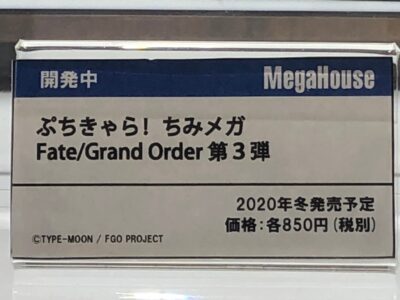 開発中 MegaHouse
ぷちきゃら! ちみメガ
Fate/Grand Order 第3弾
2020年冬発売予定
価格:各850円(税別)
©TYPE-MOON / FGO PROJECT